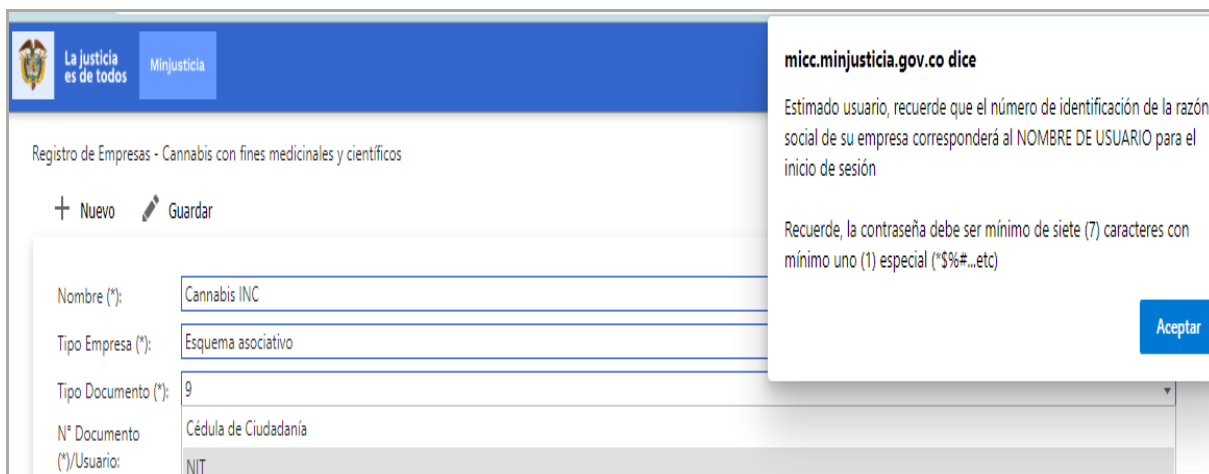 La justicia
es de todos
Minjusticia
Registro de Empresas - Cannabis con fines medicinales y científicos
Nuevo
Guardar
Nombre (*):
Cannabis INC
Tipo Empresa (*):
Esquema asociativo
Tipo Documento (*):
9
N° Documento
(*)/Usuario:
Cédula de Ciudadanía
NIT
micc.minjusticia.gov.co dice
Estimado usuario, recuerde que el número de identificación de la razón
social de su empresa corresponderá al NOMBRE DE USUARIO para el
inicio de sesión
Recuerde, la contraseña debe ser mínimo de siete (7) caracteres con
mínimo uno (1) especial (*$%#...etc)
Aceptar